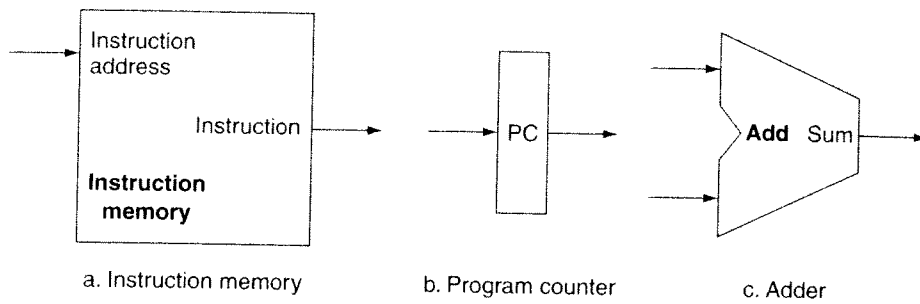 Instruction
address
Instruction
Instruction
memory
PC
Add Sum
a. Instruction memory
b. Program counter
c. Adder